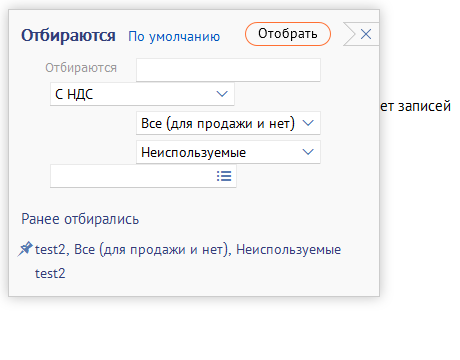 Отбираются По умолчанию Отобрать
Отбираются
С НДС
ет записей
Все (для продажи и нет)
Неиспользуемые
Ранее отбирались
test2, Все (для продажи и нет), Неиспользуемые
test2